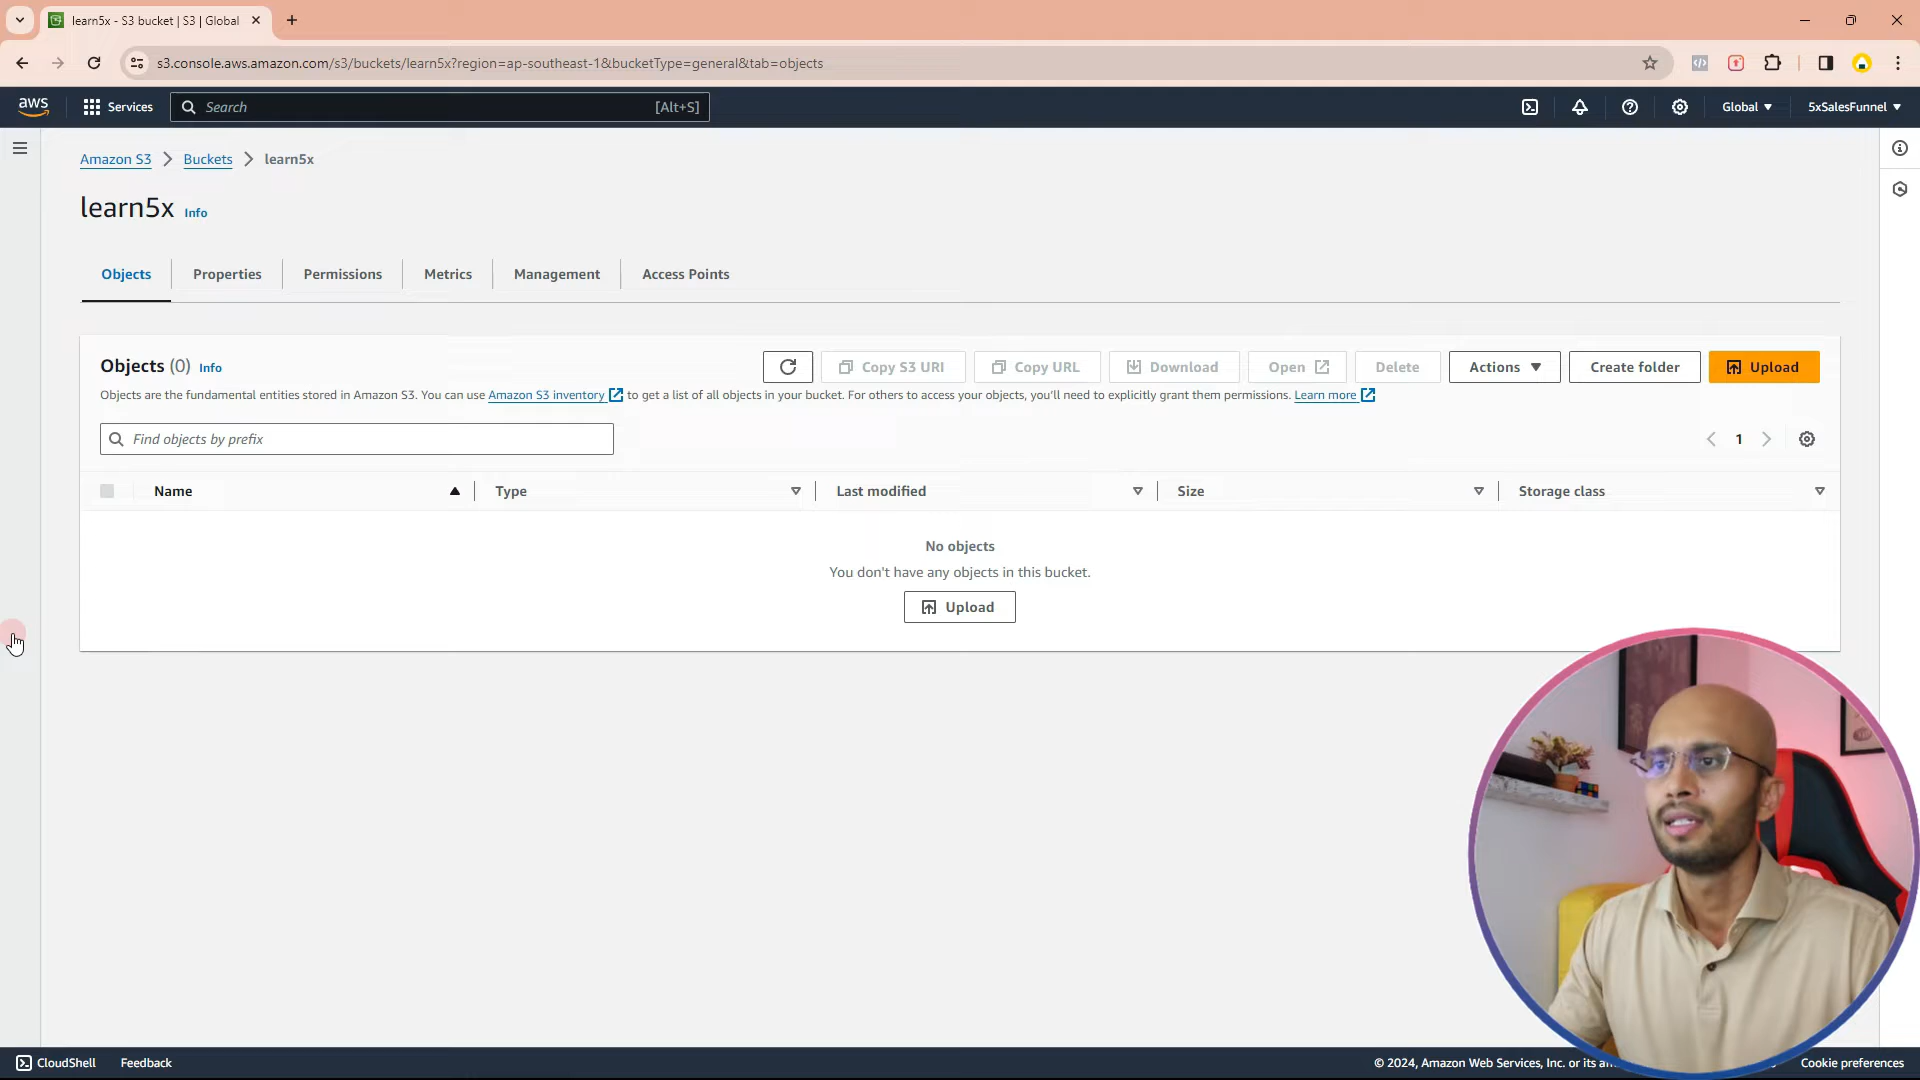 learn5x - S3 bucket | S3 | Global
s3.console.aws.amazon.com/s3/buckets/learn5x?region=ap-southeast-1&bucketType=general&tab=objects
aws
Services
Search
[Alt+S]
Global
5xSalesFunnel
Amazon S3
Buckets
learn5x
learn5x Info
Objects
Properties
Permissions
Metrics
Management
Access Points
Objects (0) Info
Copy S3 URI
Copy URL
Download
Open
Delete
Actions
Create folder
Upload
Objects are the fundamental entities stored in Amazon S3. You can use Amazon S3 inventory to get a list of all objects in your bucket. For others to access your objects, you'll need to explicitly grant them permissions. Learn more
Find objects by prefix
1
Name
Type
Last modified
Size
Storage class
No objects
You don't have any objects in this bucket.
Upload
CloudShell
Feedback
© 2024, Amazon Web Services, Inc. or its
Cookie preferences